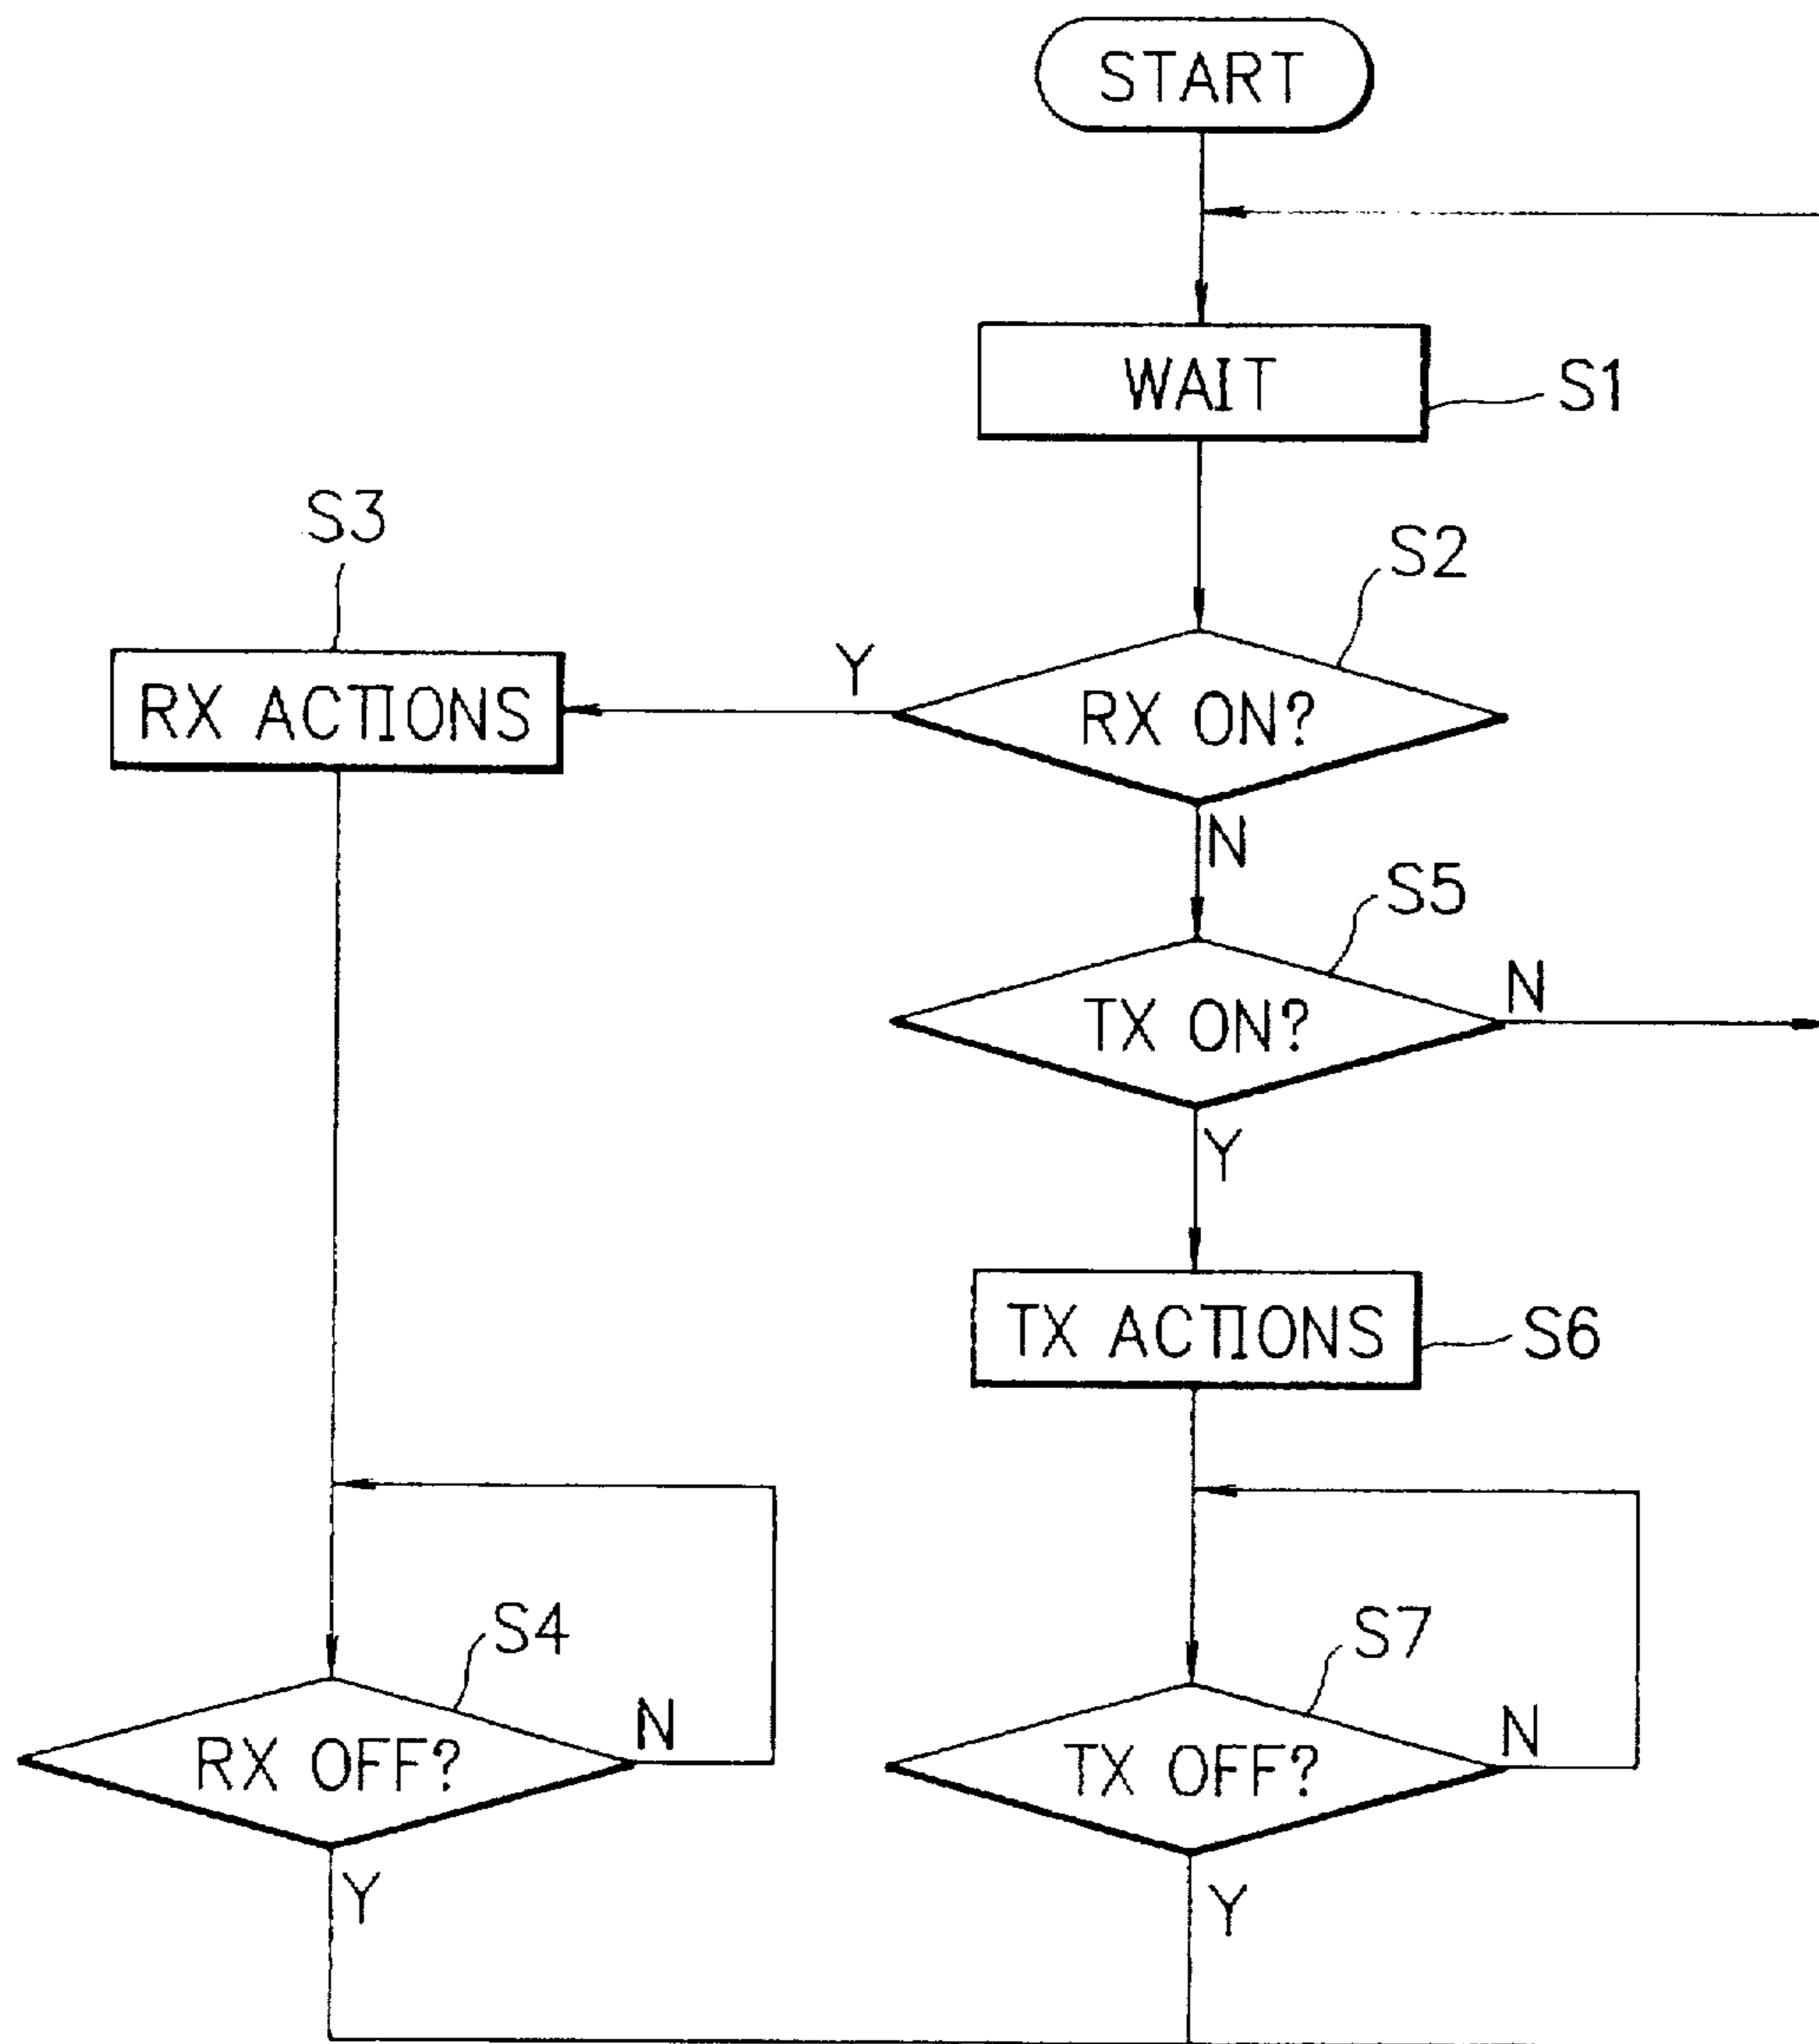 START
WAIT
S1
S3
S2
RX ACTIONS
Y
RX ON?
N
S5
TX ON?
N
Y
TX ACTIONS
S6
S4
S7
RX OFF?
N
TX OFF?
N
Y
Y